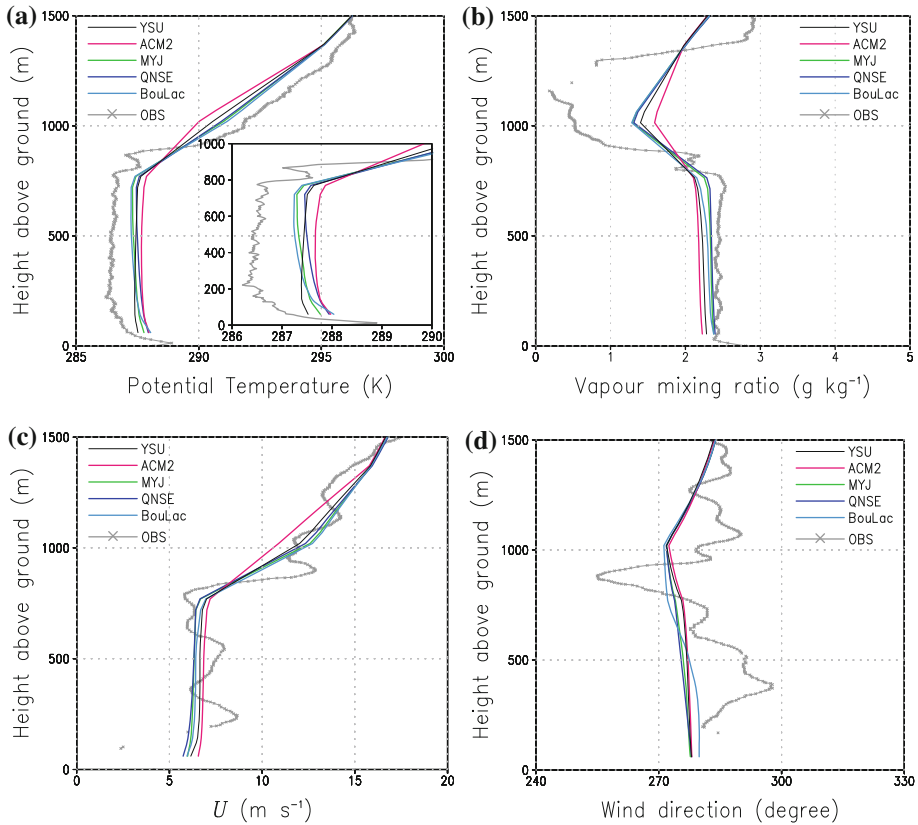 (a)
1500
1000
500
0
Height above ground (m)
YSU
ACM2
MYJ
QNSE
BouLac
OBS
1000
800
600
400
200
0
286
287
288
289
290
285
290
295
300
Potential Temperature (K)
(b)
1500
1000
500
0
Height above ground (m)
YSU
ACM2
MYJ
QNSE
BouLac
OBS
0
1
2
3
4
5
Vapour mixing ratio (g kg⁻¹)
(c)
1500
1000
500
0
Height above ground (m)
YSU
ACM2
MYJ
QNSE
BouLac
OBS
0
5
10
15
20
U (m s⁻¹)
(d)
1500
1000
500
0
Height above ground (m)
YSU
ACM2
MYJ
QNSE
BouLac
OBS
240
270
300
330
Wind direction (degree)